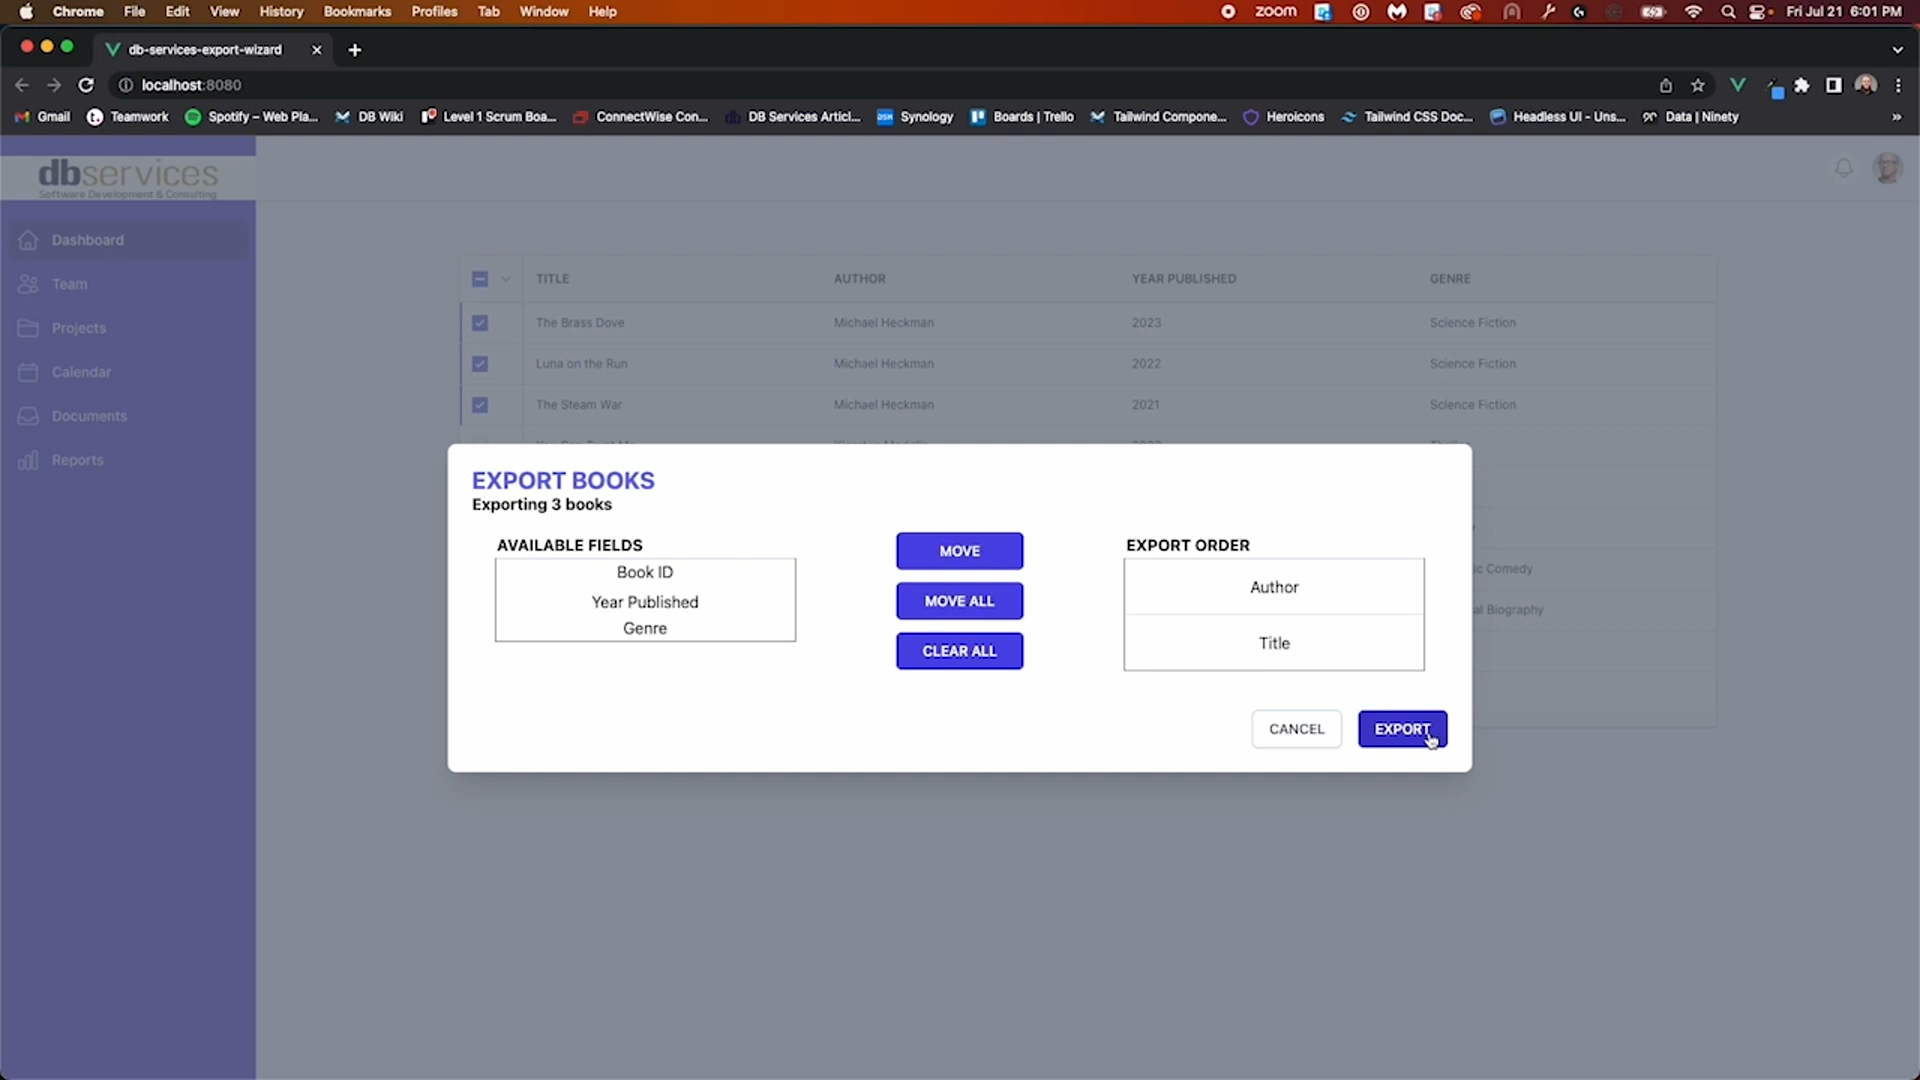 Chrome File Edit View History Bookmarks Profiles Tab Window Help zoom Fri Jul 21 6:01 PM
db-services-export-wizard
localhost:8080
Gmail Teamwork Spotify – Web Pla... DB Wiki Level 1 Scrum Boa... ConnectWise Con... DB Services Articl... Synology Boards | Trello Tailwind Compone... Heroicons Tailwind CSS Doc... Headless UI - Uns... Data | Ninety
dbservices
Software Development & Consulting
Dashboard
Team
Projects
Calendar
Documents
Reports
TITLE AUTHOR YEAR PUBLISHED GENRE
The Brass Dove Michael Heckman 2023 Science Fiction
Luna on the Run Michael Heckman 2022 Science Fiction
The Steam War Michael Heckman 2021 Science Fiction
EXPORT BOOKS
Exporting 3 books
AVAILABLE FIELDS
Book ID
Year Published
Genre
MOVE
MOVE ALL
CLEAR ALL
EXPORT ORDER
Author
Title
Comedy
Biography
CANCEL EXPORT